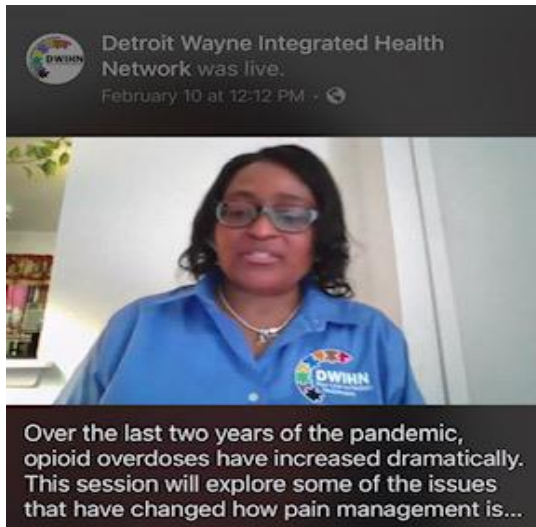 DWIHN
Detroit Wayne Integrated Health
Network was live.
February 10 at 12:12 PM ·
DWIHN
Over the last two years of the pandemic,
opioid overdoses have increased dramatically.
This session will explore some of the issues
that have changed how pain management is...